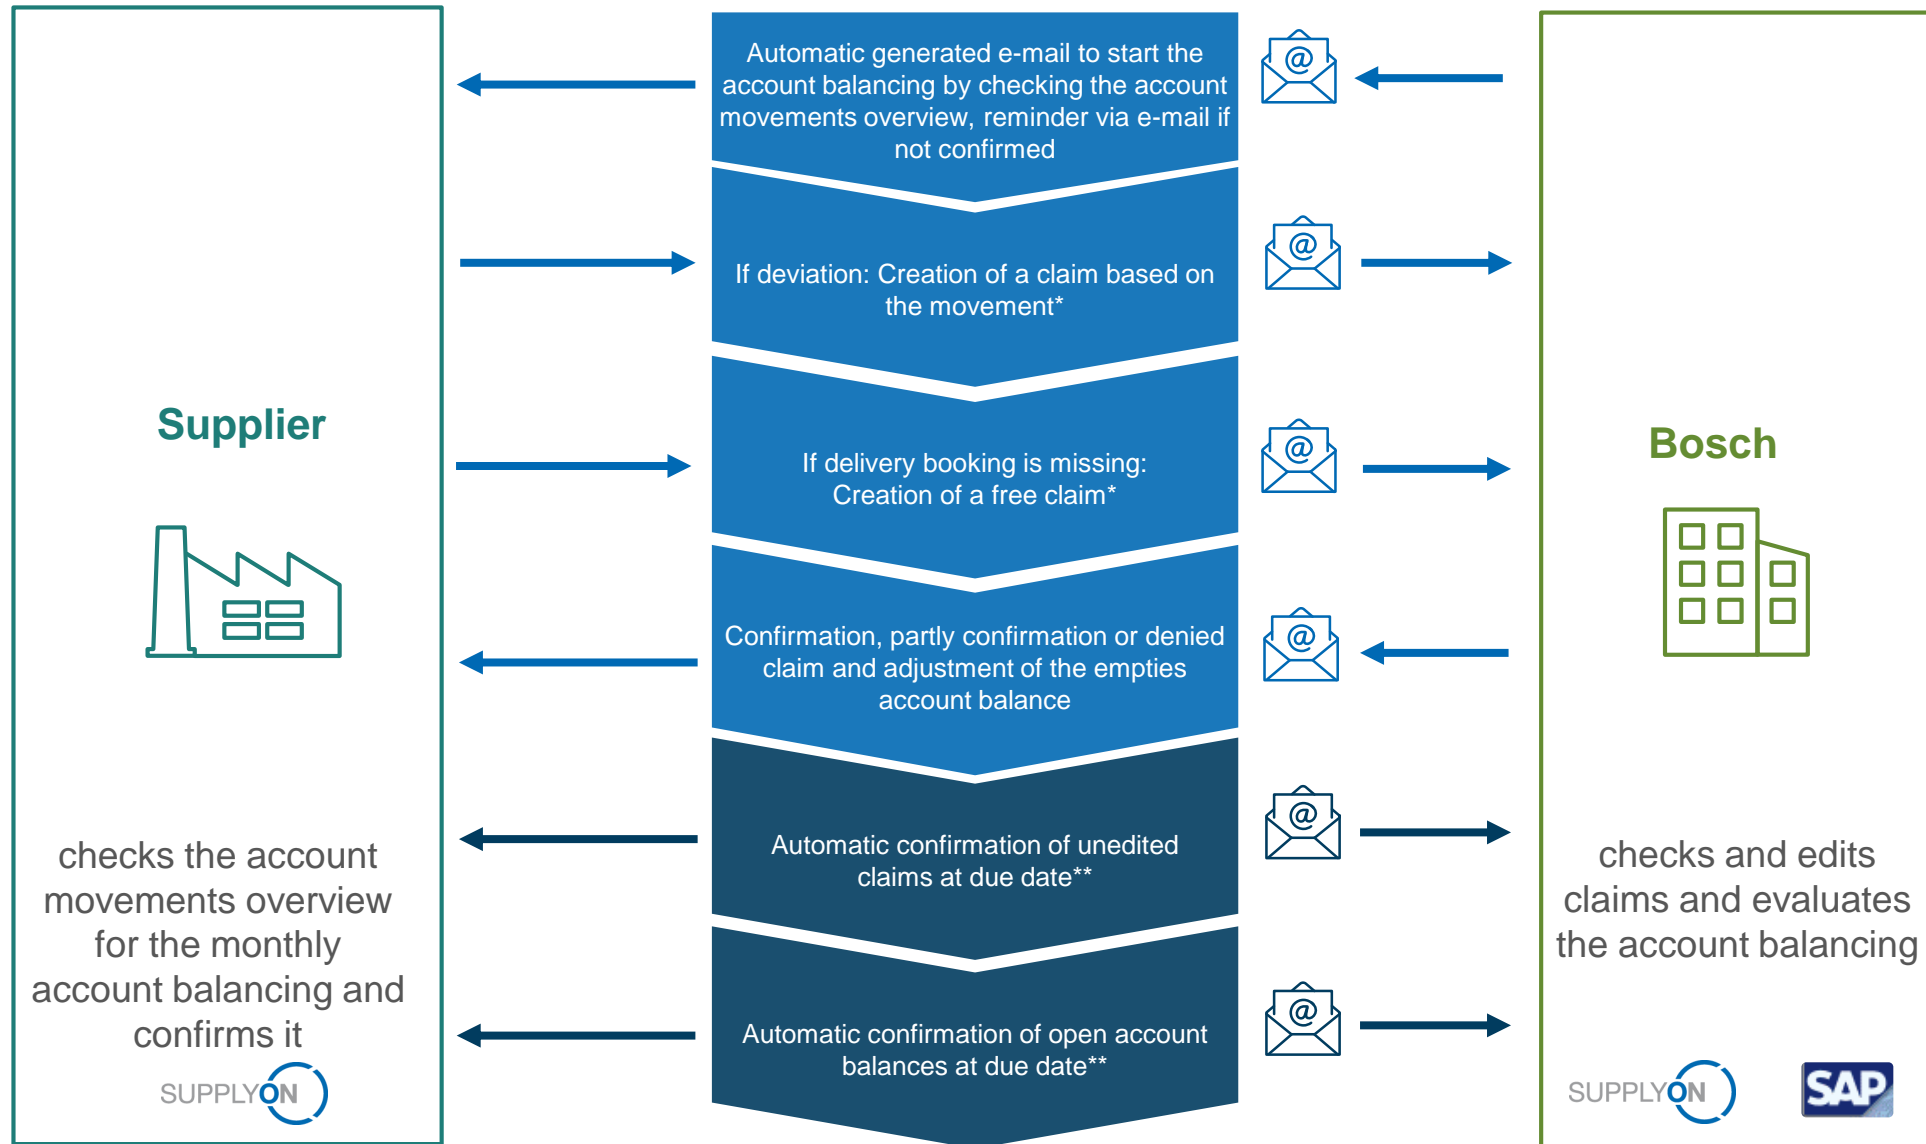 Supplier
checks the account
movements overview
for the monthly
account balancing and
confirms it
SUPPLYON
Automatic generated e-mail to start the
account balancing by checking the account
movements overview, reminder via e-mail if
not confirmed
If deviation: Creation of a claim based on
the movement*
If delivery booking is missing:
Creation of a free claim*
Confirmation, partly confirmation or denied
claim and adjustment of the empties
account balance
Automatic confirmation of unedited
claims at due date**
Automatic confirmation of open account
balances at due date**
@
@
@
@
@
@
Bosch
checks and edits
claims and evaluates
the account balancing
SUPPLYON
SAP